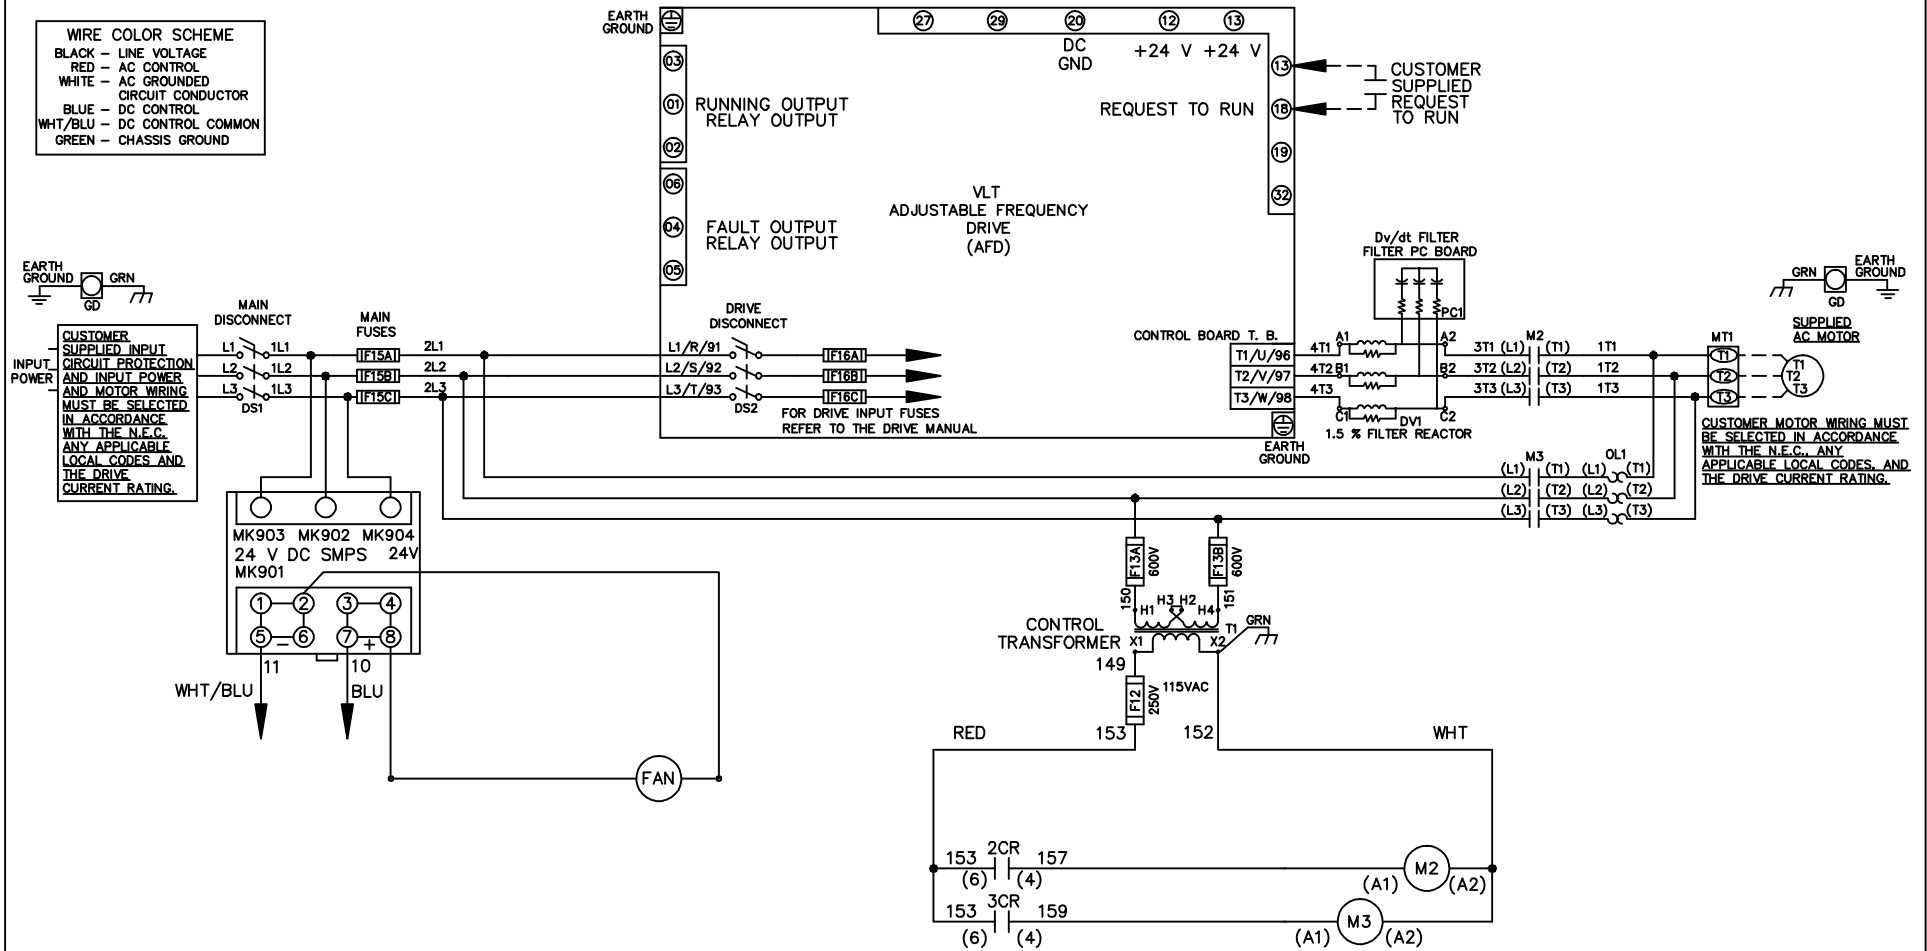 WIRE COLOR SCHEME
BLACK – LINE VOLTAGE
RED – AC CONTROL
WHITE – AC GROUNDED
CIRCUIT CONDUCTOR
BLUE – DC CONTROL
WHT/BLU – DC CONTROL COMMON
GREEN – CHASSIS GROUND
EARTH
GROUND
27
29
20
12
13
DC
GND
+24 V
+24 V
03
01
02
RUNNING OUTPUT
RELAY OUTPUT
06
04
05
FAULT OUTPUT
RELAY OUTPUT
VLT
ADJUSTABLE FREQUENCY
DRIVE
(AFD)
REQUEST TO RUN
13
18
19
32
CUSTOMER
SUPPLIED
REQUEST
TO RUN
EARTH
GROUND
GRN
GD
INPUT
POWER
CUSTOMER
SUPPLIED INPUT
CIRCUIT PROTECTION
AND INPUT POWER
AND MOTOR WIRING
MUST BE SELECTED
IN ACCORDANCE
WITH THE N.E.C.
ANY APPLICABLE
LOCAL CODES AND
THE DRIVE
CURRENT RATING.
MAIN
DISCONNECT
L1
1L1
L2
1L2
L3
1L3
DS1
MAIN
FUSES
F15A
F15B
F15C
2L1
2L2
2L3
DRIVE
DISCONNECT
L1/R/91
L2/S/92
L3/T/93
DS2
F16A
F16B
F16C
FOR DRIVE INPUT FUSES
REFER TO THE DRIVE MANUAL
CONTROL BOARD T. B.
T1/U/96
T2/V/97
T3/W/98
EARTH
GROUND
4T1
4T2
4T3
Dv/dt FILTER
FILTER PC BOARD
PC1
A1
A2
B1
B2
C1
C2
DV1
1.5 % FILTER REACTOR
M2
3T1 (L1) (T1) 1T1
3T2 (L2) (T2) 1T2
3T3 (L3) (T3) 1T3
MT1
T1
T2
T3
T1
T2
T3
GRN
GD
EARTH
GROUND
SUPPLIED
AC MOTOR
CUSTOMER MOTOR WIRING MUST
BE SELECTED IN ACCORDANCE
WITH THE N.E.C., ANY
APPLICABLE LOCAL CODES, AND
THE DRIVE CURRENT RATING.
M3
OL1
(L1) (T1) (L1) (T1)
(L2) (T2) (L2) (T2)
(L3) (T3) (L3) (T3)
MK903 MK902 MK904
24 V DC SMPS 24V
MK901
1
2
3
4
5
–
6
7
+
8
11
10
WHT/BLU
BLU
FAN
F13A
600V
F13B
600V
150
151
H1
H3
H2
H4
CONTROL
TRANSFORMER
X1
X2
T1
GRN
149
F12
250V
115VAC
153
152
RED
WHT
153
2CR
157
(6)
(4)
M2
(A1)
(A2)
153
3CR
159
(6)
(4)
M3
(A1)
(A2)